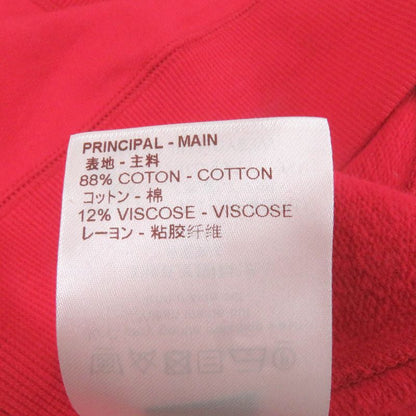 PRINCIPAL - MAIN
表地 - 主料
88% COTON - COTTON
コットン - 棉
12% VISCOSE - VISCOSE
レーヨン - 粘胶纤维